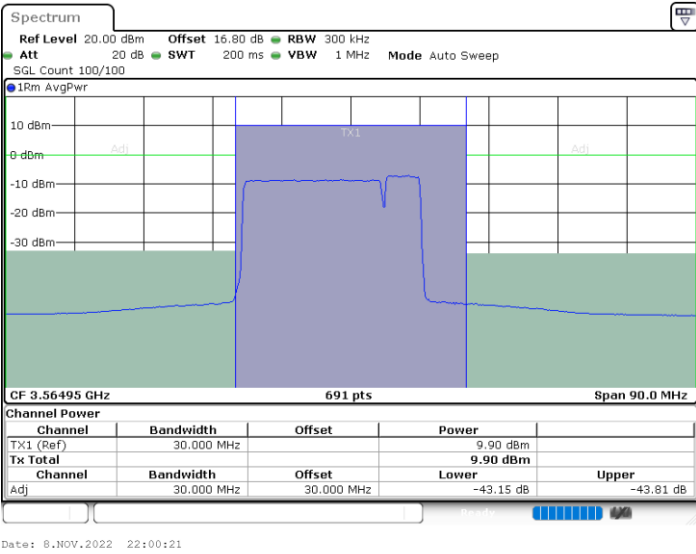 Spectrum
Ref Level 20.00 dBm Offset 16.80 dB RBW 300 kHz
Att 20 dB SWT 200 ms VBW 1 MHz Mode Auto Sweep
SGL Count 100/100
1Rm AvgPwr
10 dBm
TX1
Adj Adj
0 dBm
-10 dBm
-20 dBm
-30 dBm
CF 3.56495 GHz 691 pts Span 90.0 MHz
Channel Power
Channel Bandwidth Offset Power
TX1 (Ref) 30.000 MHz 9.90 dBm
Tx Total 9.90 dBm
Channel Bandwidth Offset Lower Upper
Adj 30.000 MHz 30.000 MHz -43.15 dB -43.81 dB
Ready
Date: 8.NOV.2022 22:00:21